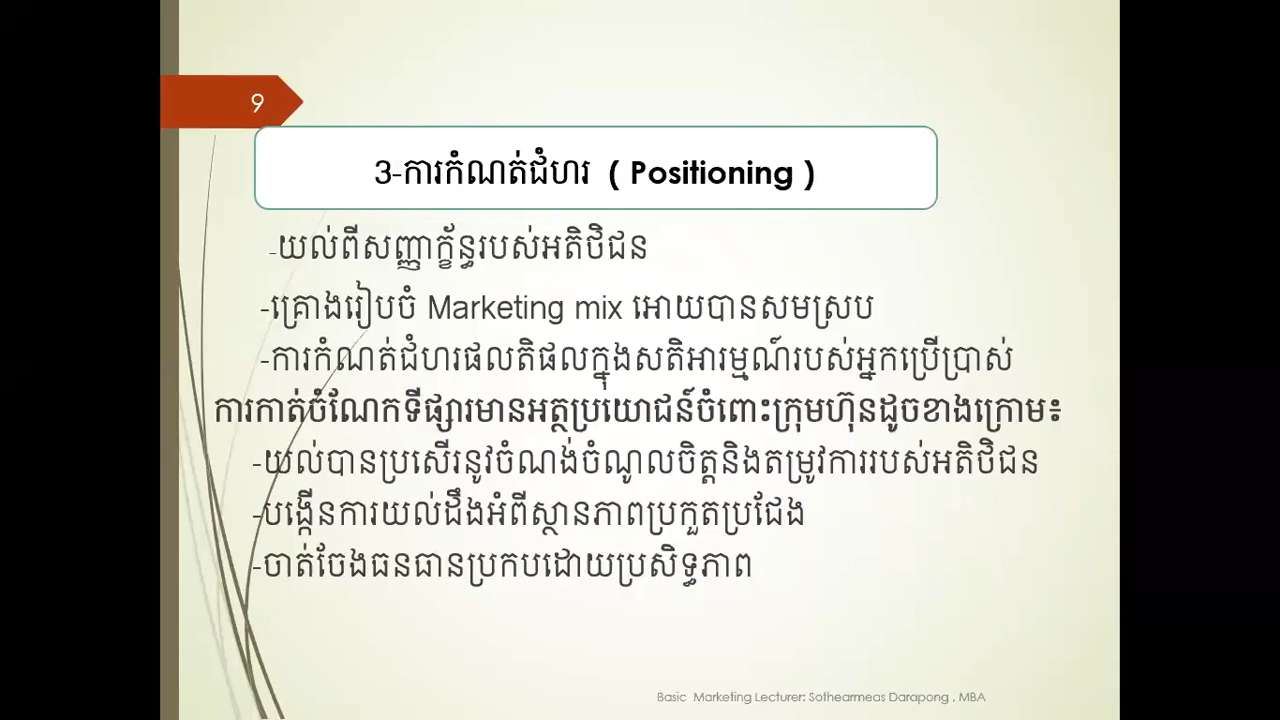 9
3-ការកំណត់ជំហរ ( Positioning )
-យល់ពីសញ្ញាក្ខ័ន្ធរបស់អតិថិជន
-គ្រោងរៀបចំ Marketing mix អោយបានសមស្រប
-ការកំណត់ជំហរផលតិផលក្នុងសតិអារម្មណ៍របស់អ្នកប្រើប្រាស់
ការកាត់ចំណែកទីផ្សារមានអត្ថប្រយោជន៍ចំពោះក្រុមហ៊ុនដូចខាងក្រោម៖
-យល់បានប្រសើរនូវចំណង់ចំណូលចិត្តនិងតម្រូវការរបស់អតិថិជន
-បង្កើនការយល់ដឹងអំពីស្ថានភាពប្រកួតប្រជែង
-ចាត់ចែងធនធានប្រកបដោយប្រសិទ្ធភាព
Basic Marketing Lecturer: Sothearmeas Darapong , MBA